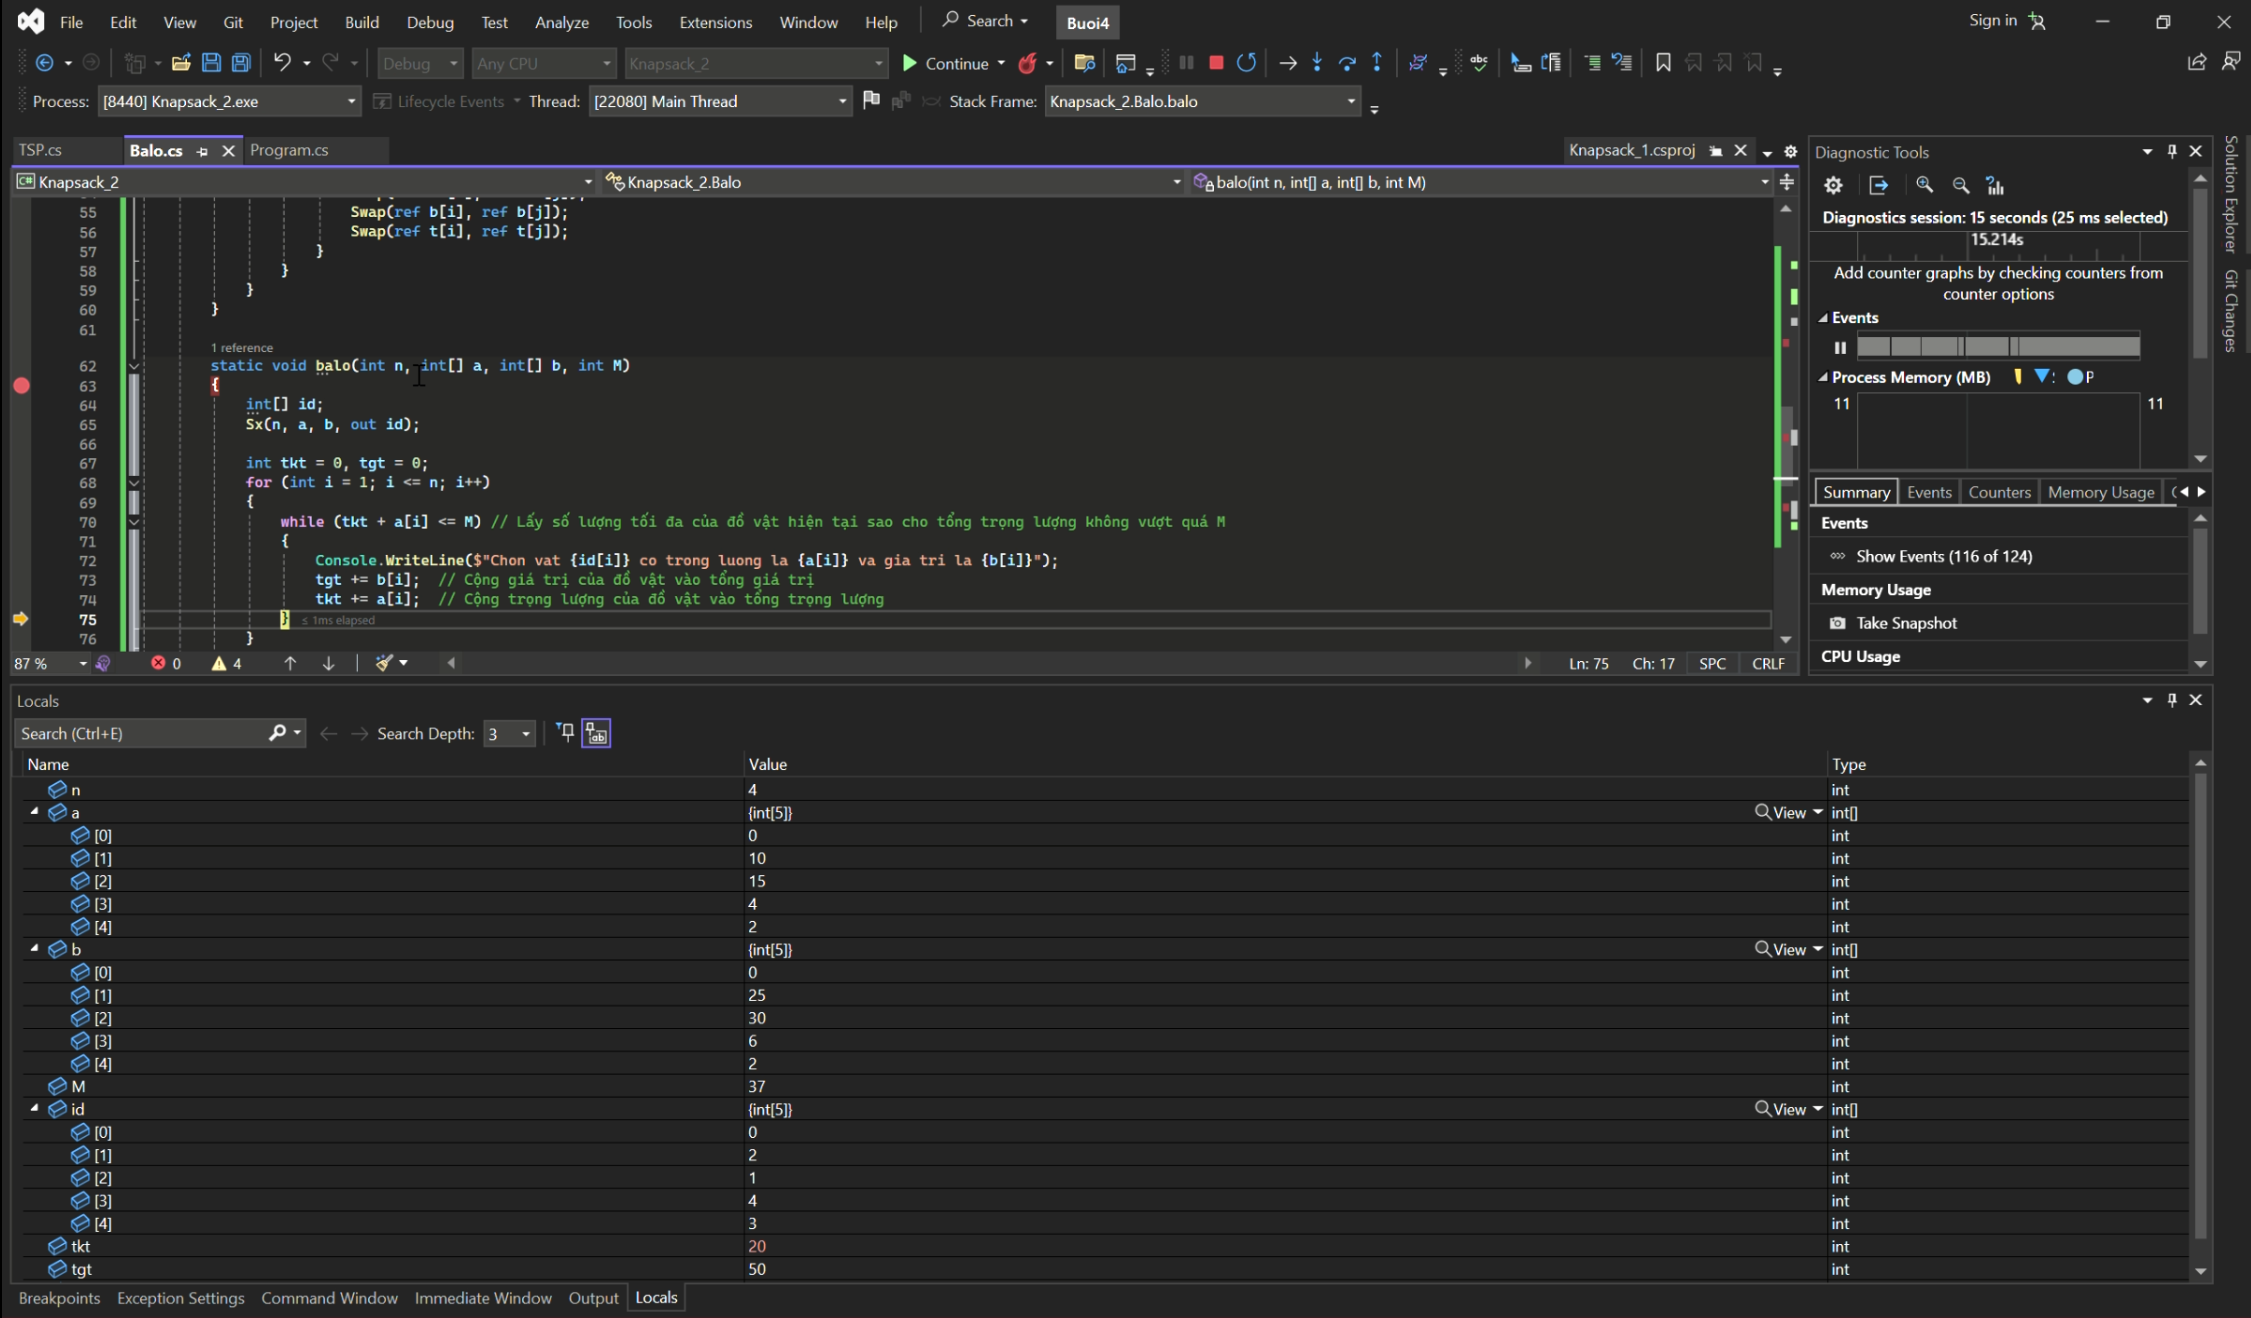 File Edit View Git Project Build Debug Test Analyze Tools Extensions Window Help Search Buoi4 Sign in
Debug Any CPU Knapsack_2 Continue
Process: [8440] Knapsack_2.exe Lifecycle Events Thread: [22080] Main Thread Stack Frame: Knapsack_2.Balo.balo
TSP.cs Balo.cs Program.cs Knapsack_1.csproj
Knapsack_2 Knapsack_2.Balo balo(int n, int[] a, int[] b, int M)
55 Swap(ref b[i], ref b[j]);
56 Swap(ref t[i], ref t[j]);
57 }
58 }
59 }
60 }
61
1 reference
62 static void balo(int n, int[] a, int[] b, int M)
63 {
64 int[] id;
65 Sx(n, a, b, out id);
66
67 int tkt = 0, tgt = 0;
68 for (int i = 1; i <= n; i++)
69 {
70 while (tkt + a[i] <= M) // Lấy số lượng tối đa của đồ vật hiện tại sao cho tổng trọng lượng không vượt quá M
71 {
72 Console.WriteLine($"Chon vat {id[i]} co trong luong la {a[i]} va gia tri la {b[i]}");
73 tgt += b[i]; // Cộng giá trị của đồ vật vào tổng giá trị
74 tkt += a[i]; // Cộng trọng lượng của đồ vật vào tổng trọng lượng
75 } ≤ 1ms elapsed
76 }
87 % 0 4 Ln: 75 Ch: 17 SPC CRLF
Diagnostic Tools
Diagnostics session: 15 seconds (25 ms selected)
15.214s
Add counter graphs by checking counters from
counter options
Events
Process Memory (MB) P
11 11
Summary Events Counters Memory Usage
Events
Show Events (116 of 124)
Memory Usage
Take Snapshot
CPU Usage
Solution Explorer
Git Changes
Locals
Search (Ctrl+E) Search Depth: 3
Name Value Type
n 4 int
a {int[5]} View int[]
[0] 0 int
[1] 10 int
[2] 15 int
[3] 4 int
[4] 2 int
b {int[5]} View int[]
[0] 0 int
[1] 25 int
[2] 30 int
[3] 6 int
[4] 2 int
M 37 int
id {int[5]} View int[]
[0] 0 int
[1] 2 int
[2] 1 int
[3] 4 int
[4] 3 int
tkt 20 int
tgt 50 int
Breakpoints Exception Settings Command Window Immediate Window Output Locals